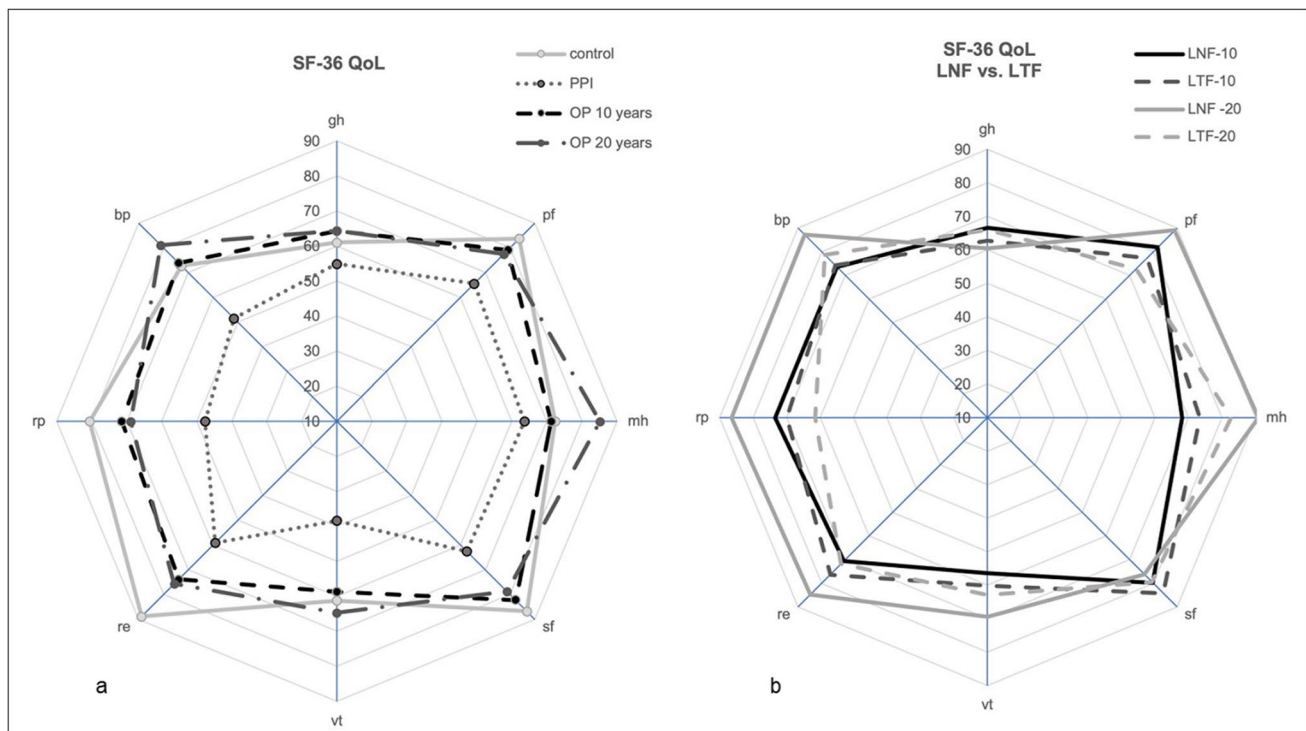 SF-36 QoL
control
PPI
OP 10 years
OP 20 years
gh
90
80
70
60
50
40
30
20
10
pf
mh
sf
vt
re
rp
bp
a
SF-36 QoL
LNF vs. LTF
LNF-10
LTF-10
LNF -20
LTF-20
gh
90
80
70
60
50
40
30
20
10
pf
mh
sf
vt
re
rp
bp
b